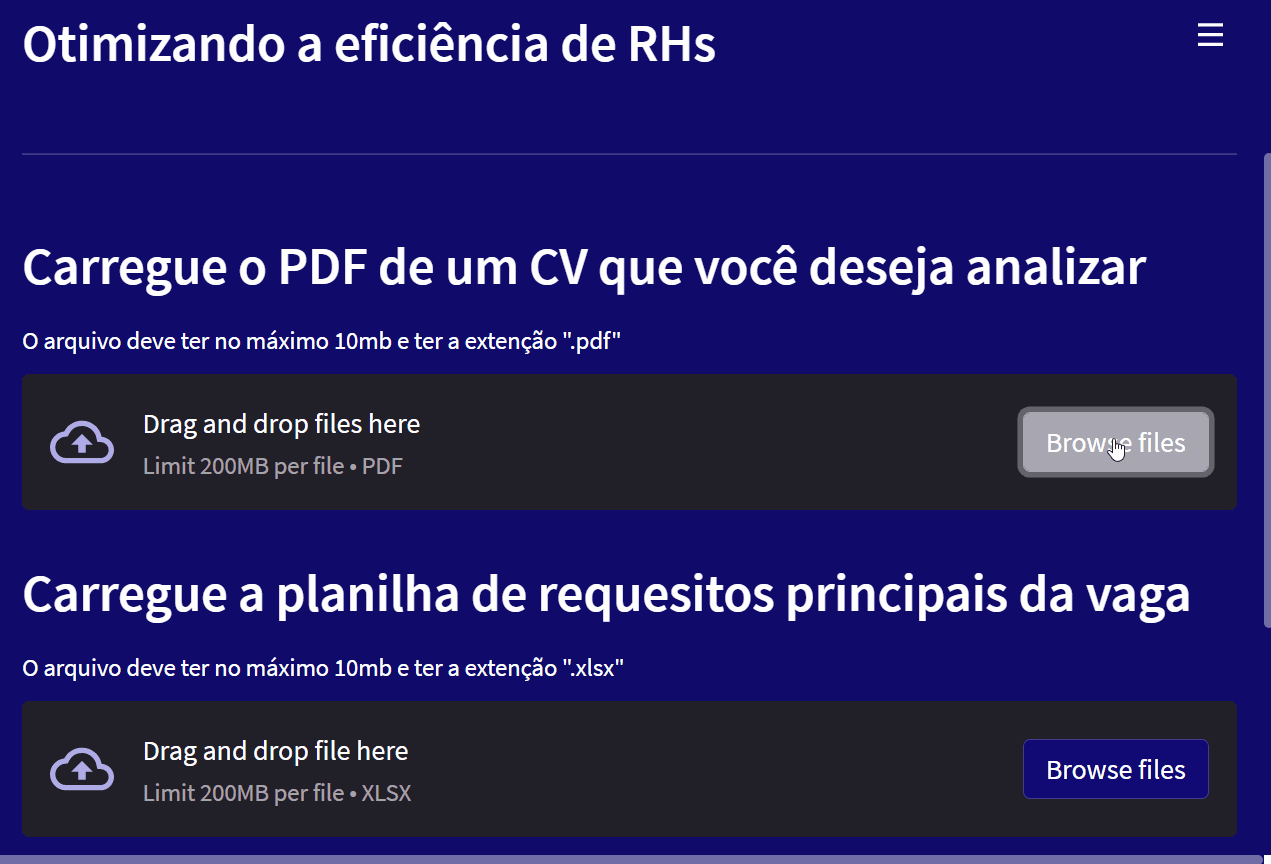 Otimizando a eficiência de RHs
Carregue o PDF de um CV que você deseja analizar
O arquivo deve ter no máximo 10mb e ter a extenção ".pdf"
Drag and drop files here
Limit 200MB per file • PDF
Browse files
Carregue a planilha de requesitos principais da vaga
O arquivo deve ter no máximo 10mb e ter a extenção ".xlsx"
Drag and drop file here
Limit 200MB per file • XLSX
Browse files